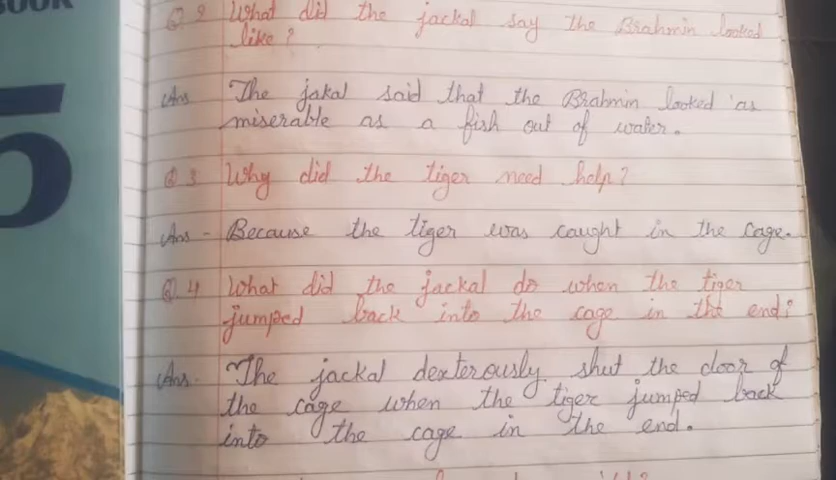 BOOK
5
Q 2 What did the jackal say the Brahmin looked
like?
Ans The jakal said that the Brahmin looked as
miserable as a fish out of water.
Q 3 Why did the tiger need help?
Ans - Because the tiger was caught in the cage.
Q.4 What did the jackal do when the tiger
jumped back into the cage in the end?
Ans. The jackal dexterously shut the door of
the cage when the tiger jumped back
into the cage in the end.